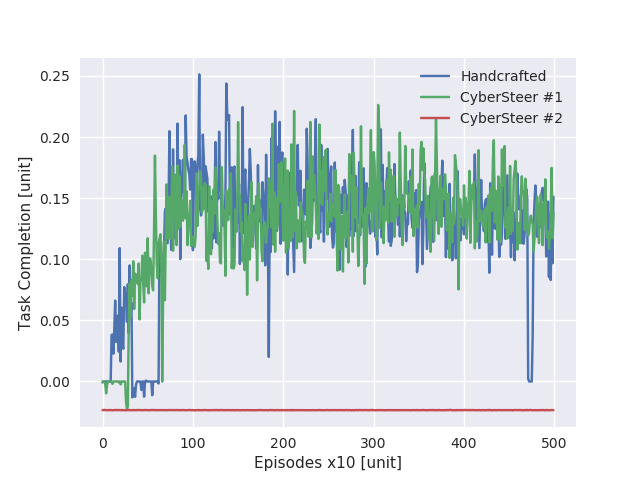 0.25
0.20
0.15
0.10
0.05
0.00
Task Completion [unit]
Handcrafted
CyberSteer #1
CyberSteer #2
0 100 200 300 400 500
Episodes x10 [unit]